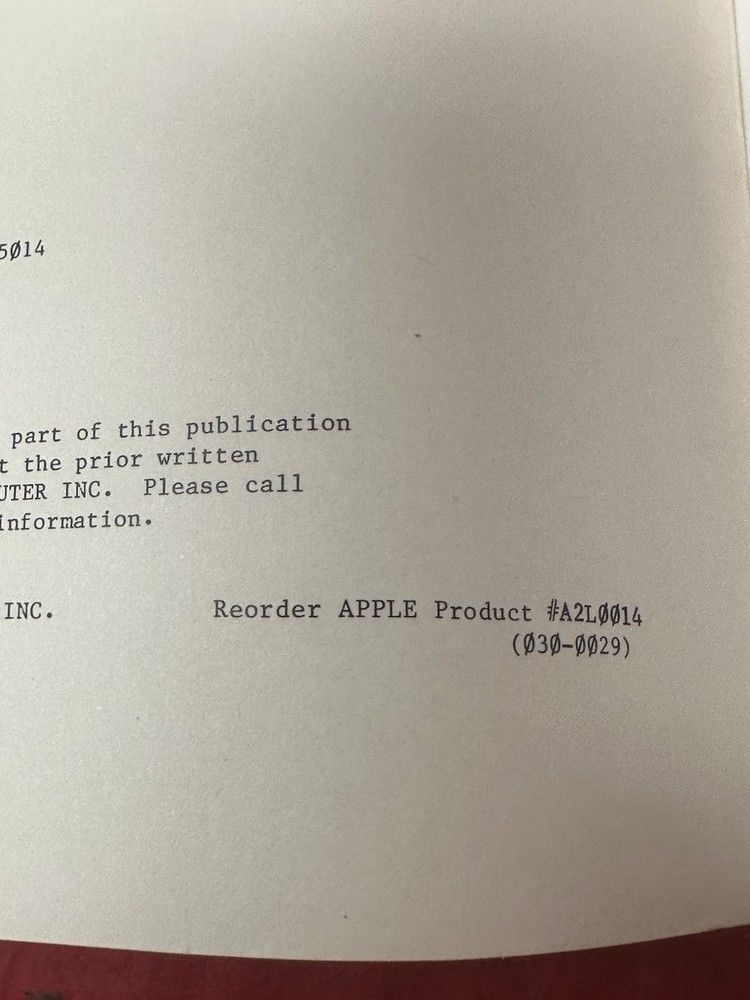 5Ø14
part of this publication
t the prior written
UTER INC. Please call
information.
INC. Reorder APPLE Product #A2LØØ14
(Ø3Ø-ØØ29)